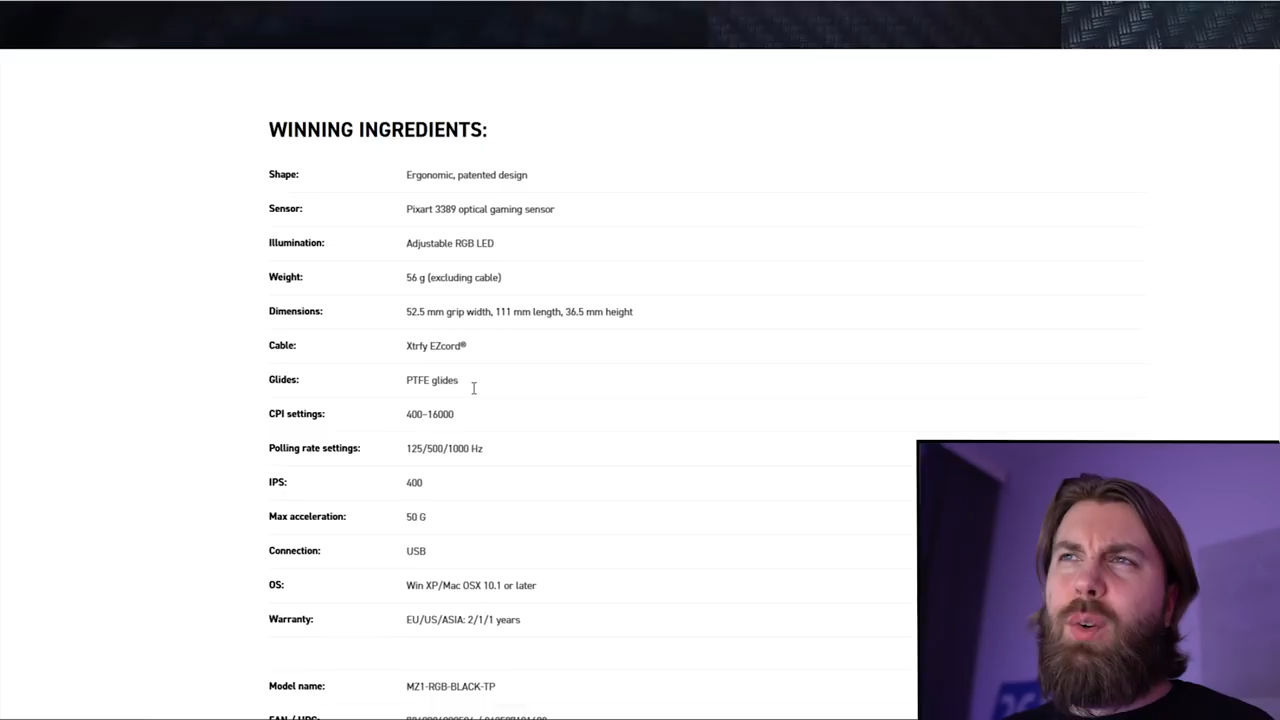 WINNING INGREDIENTS:
Shape: Ergonomic, patented design
Sensor: Pixart 3389 optical gaming sensor
Illumination: Adjustable RGB LED
Weight: 56 g (excluding cable)
Dimensions: 52.5 mm grip width, 111 mm length, 36.5 mm height
Cable: Xtrfy EZcord®
Glides: PTFE glides
CPI settings: 400–16000
Polling rate settings: 125/500/1000 Hz
IPS: 400
Max acceleration: 50 G
Connection: USB
OS: Win XP/Mac OSX 10.1 or later
Warranty: EU/US/ASIA: 2/1/1 years
Model name: MZ1-RGB-BLACK-TP